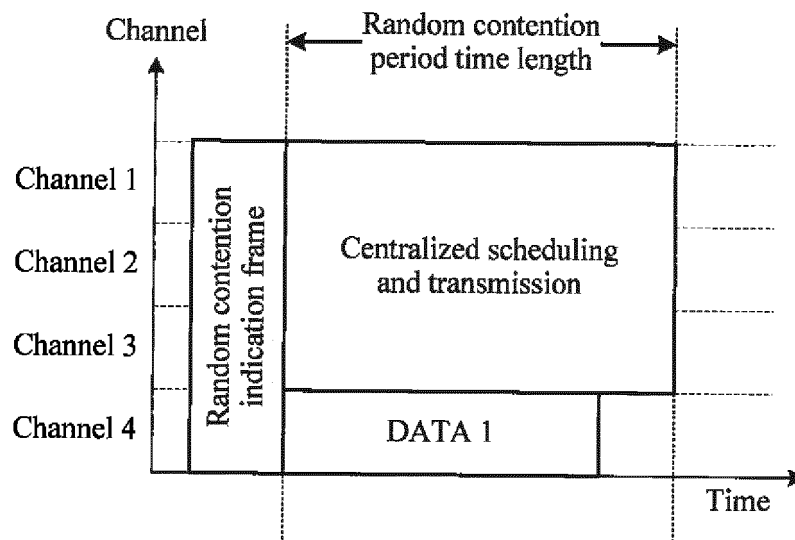 Channel
Random contention
period time length
Channel 1
Channel 2
Channel 3
Channel 4
Random contention
indication frame
Centralized scheduling
and transmission
DATA 1
Time